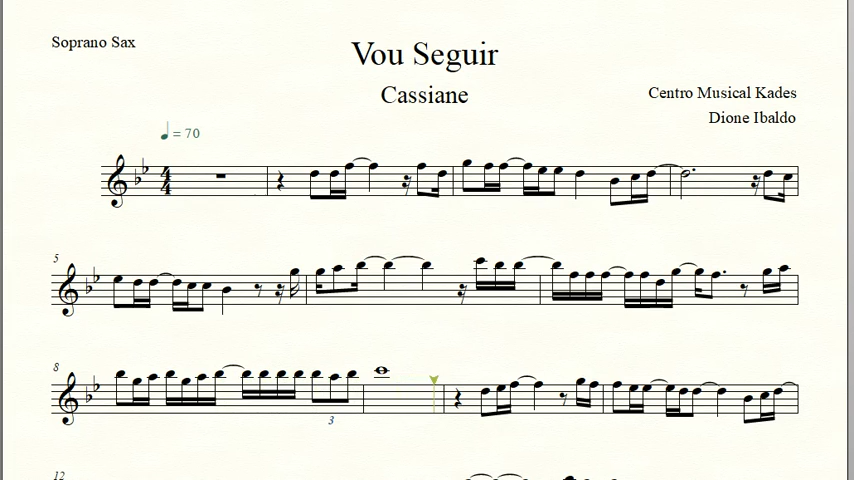 Soprano Sax
Vou Seguir
Cassiane
Centro Musical Kades
Dione Ibaldo
= 70
4
4
5
8
3
12